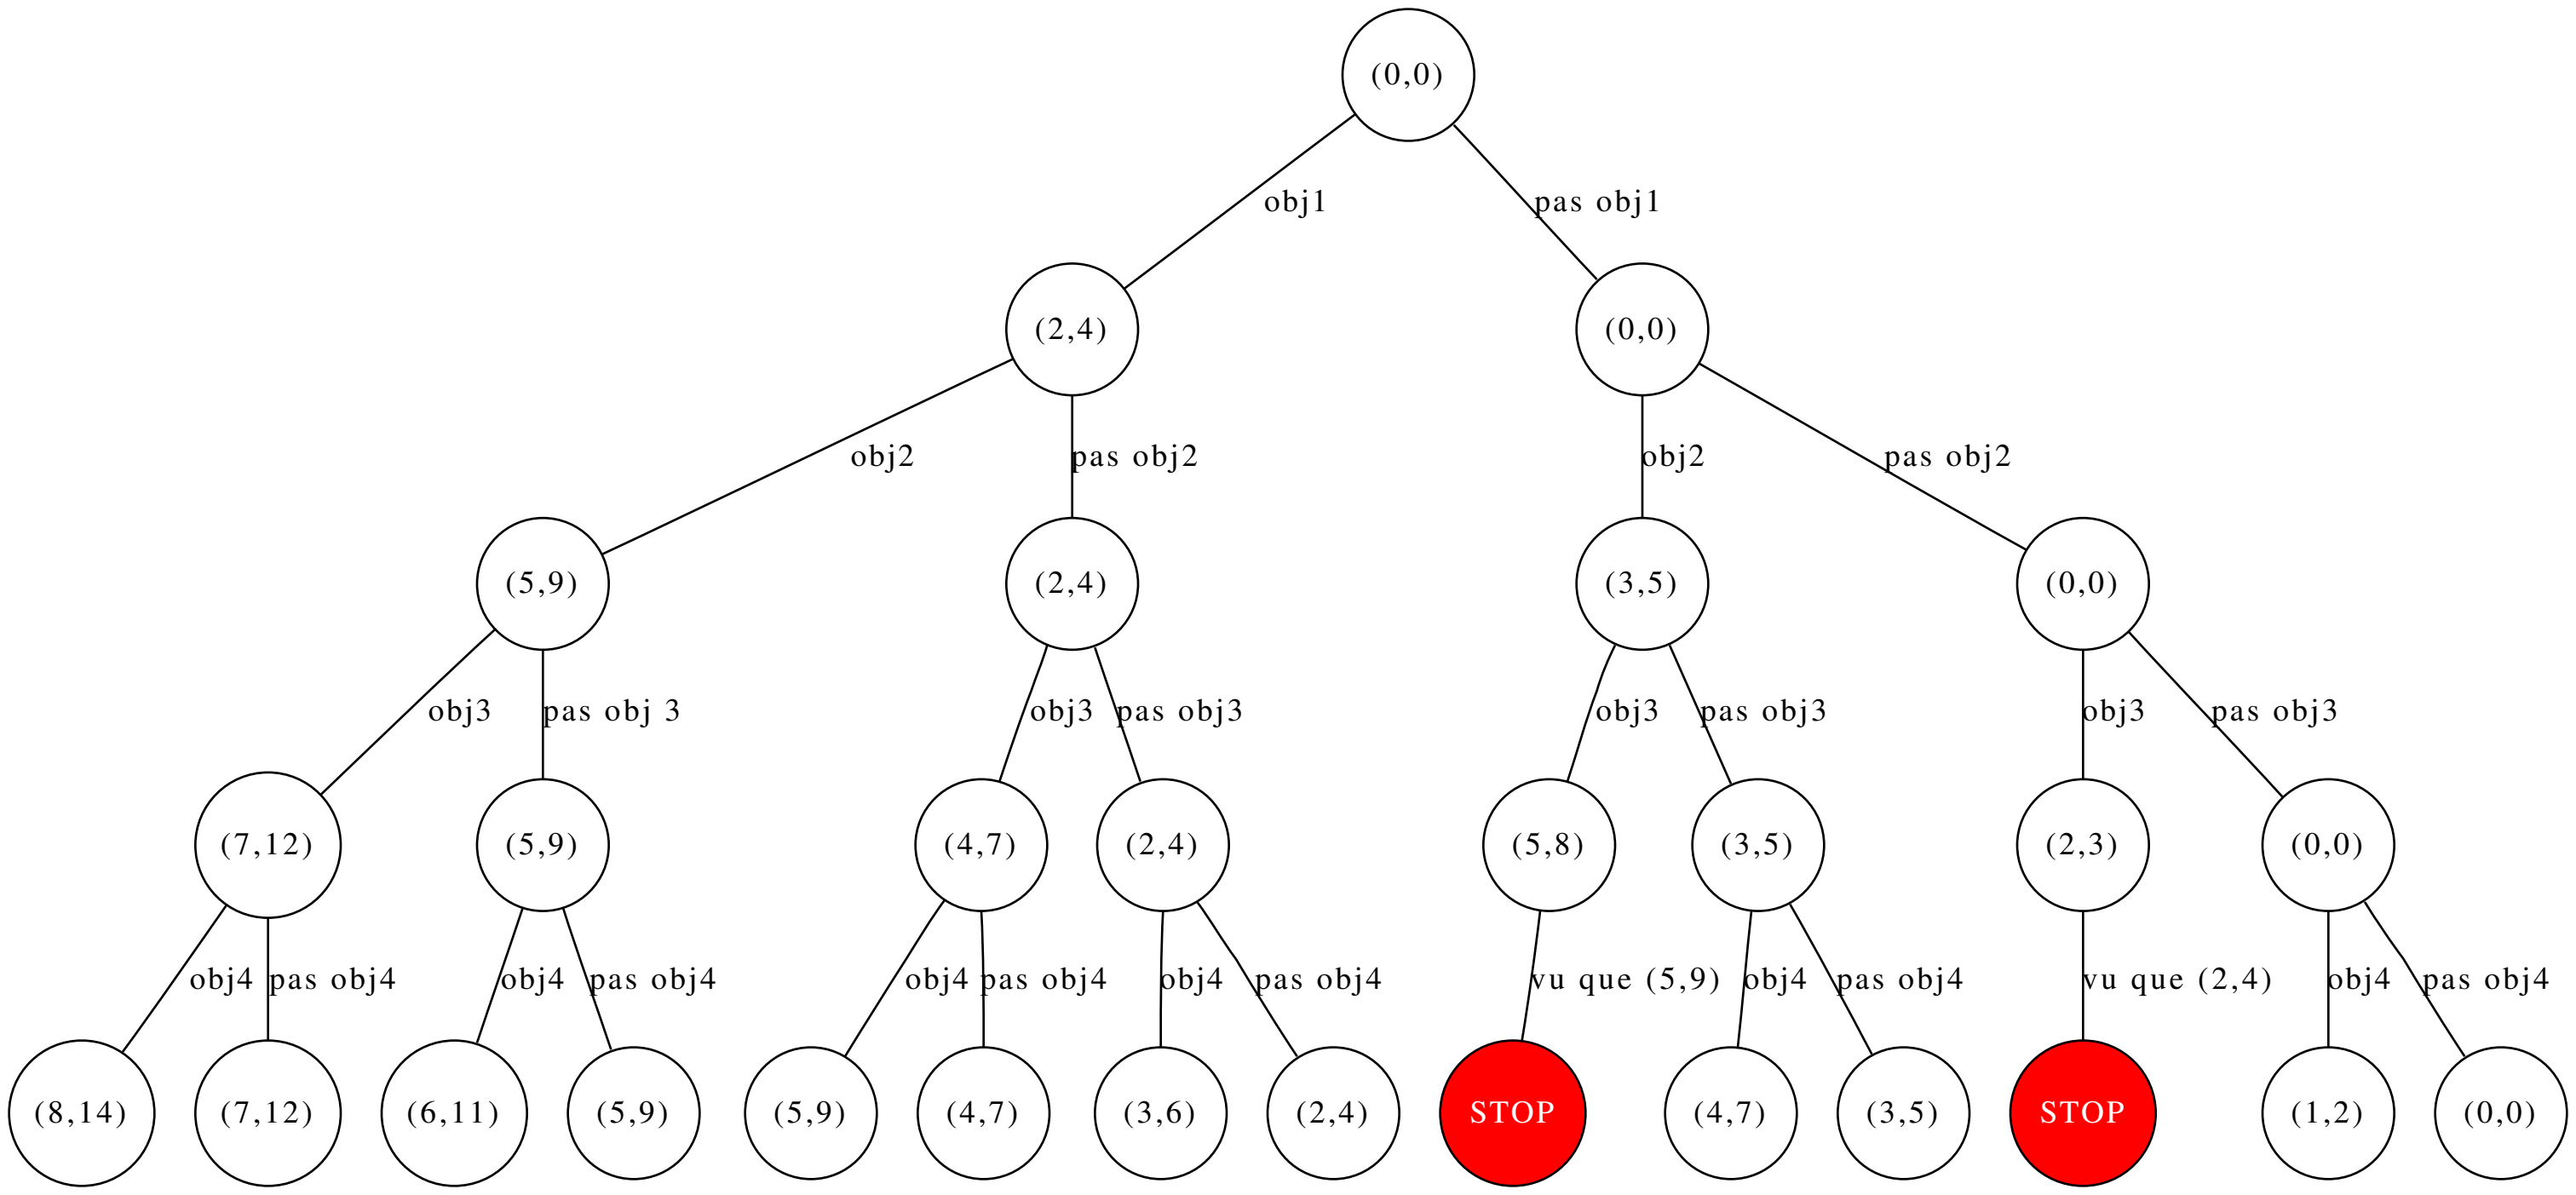 (0,0)
obj1
pas obj1
(2,4)
(0,0)
obj2
pas obj2
obj2
pas obj2
(5,9)
(2,4)
(3,5)
(0,0)
obj3
pas obj 3
obj3
pas obj3
obj3
pas obj3
obj3
pas obj3
(7,12)
(5,9)
(4,7)
(2,4)
(5,8)
(3,5)
(2,3)
(0,0)
obj4
pas obj4
obj4
pas obj4
obj4
pas obj4
obj4
pas obj4
vu que (5,9)
obj4
pas obj4
vu que (2,4)
obj4
pas obj4
(8,14)
(7,12)
(6,11)
(5,9)
(5,9)
(4,7)
(3,6)
(2,4)
STOP
(4,7)
(3,5)
STOP
(1,2)
(0,0)